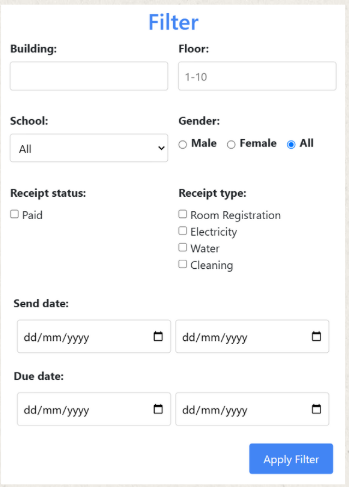 Filter
Building: Floor:
1-10
School: Gender:
All Male Female All
Receipt status: Receipt type:
Paid Room Registration
Electricity
Water
Cleaning
Send date:
dd/mm/yyyy dd/mm/yyyy
Due date:
dd/mm/yyyy dd/mm/yyyy
Apply Filter